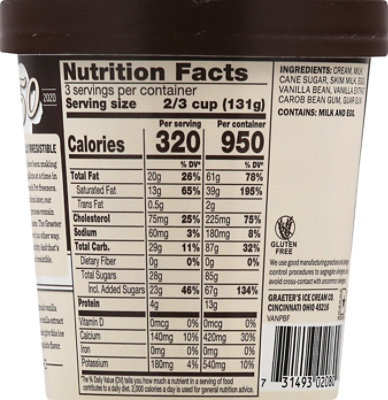 2020
Nutrition Facts
3 servings per container
Serving size 2/3 cup (131g)
Per serving Per container
Calories 320 950
% DV* % DV*
Total Fat 20g 26% 61g 78%
Saturated Fat 13g 65% 39g 195%
Trans Fat 0.5g 2g
Cholesterol 75mg 25% 225mg 75%
Sodium 60mg 3% 180mg 8%
Total Carb. 29g 11% 87g 32%
Dietary Fiber 0g 0% 0g 0%
Total Sugars 28g 85g
Incl. Added Sugars 23g 46% 67g 134%
Protein 4g 13g
Vitamin D 0mcg 0% 0mcg 0%
Calcium 140mg 10% 420mg 30%
Iron 0mg 0% 0mg 0%
Potassium 180mg 4% 540mg 10%
*The % Daily Value (DV) tells you how much a nutrient in a serving of food
contributes to a daily diet. 2,000 calories a day is used for general nutrition advice.
INGREDIENTS: CREAM, MILK,
CANE SUGAR, SKIM MILK, EGG,
VANILLA BEAN, VANILLA EXTRACT,
CAROB BEAN GUM, GUAR GUM
CONTAINS: MILK AND EGG.
GLUTEN
FREE
We use good manufacturing practices and
control procedures to segregate
avoid cross-contact with
GRAETER'S ICE CREAM CO.
CINCINNATI OHIO 45216
VANPBF
7 31493 0208